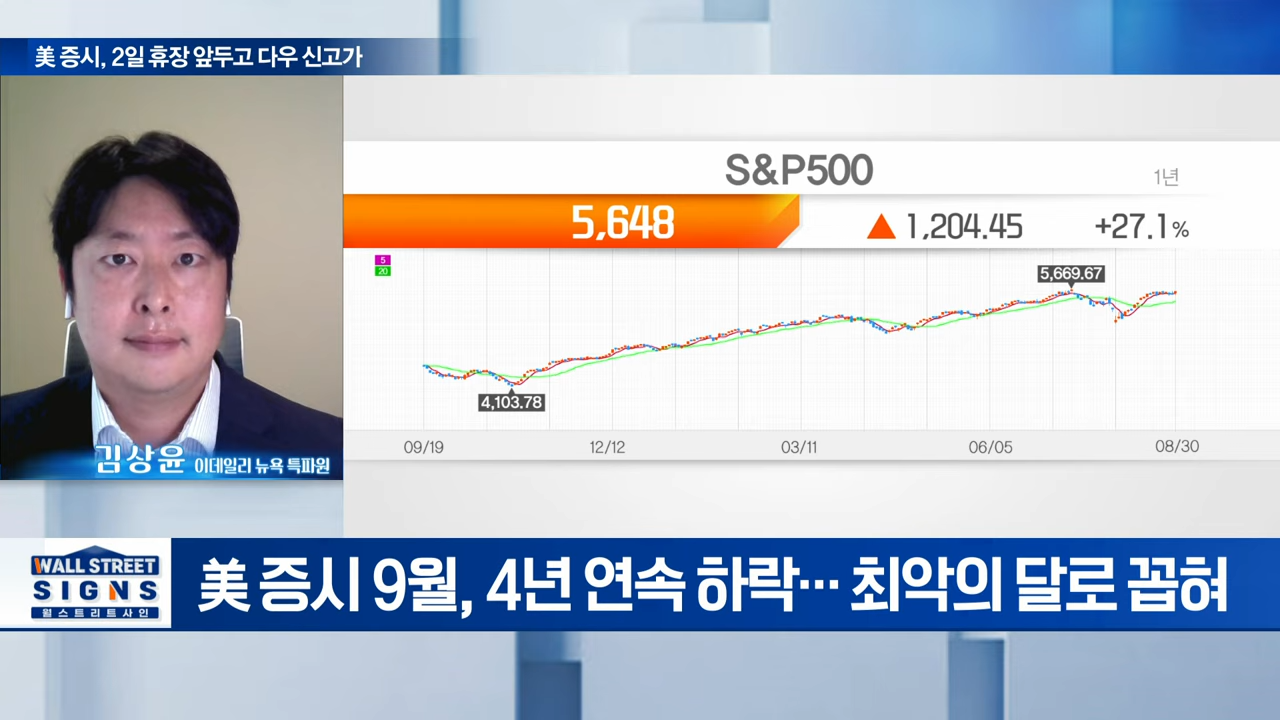 美 증시, 2일 휴장 앞두고 다우 신고가
S&P500
1년
5,648
▲ 1,204.45
+27.1%
5
20
5,669.67
4,103.78
09/19
12/12
03/11
06/05
08/30
김상윤 이데일리 뉴욕 특파원
WALL STREET
SIGNS
월스트리트사인
美 증시 9월, 4년 연속 하락… 최악의 달로 꼽혀